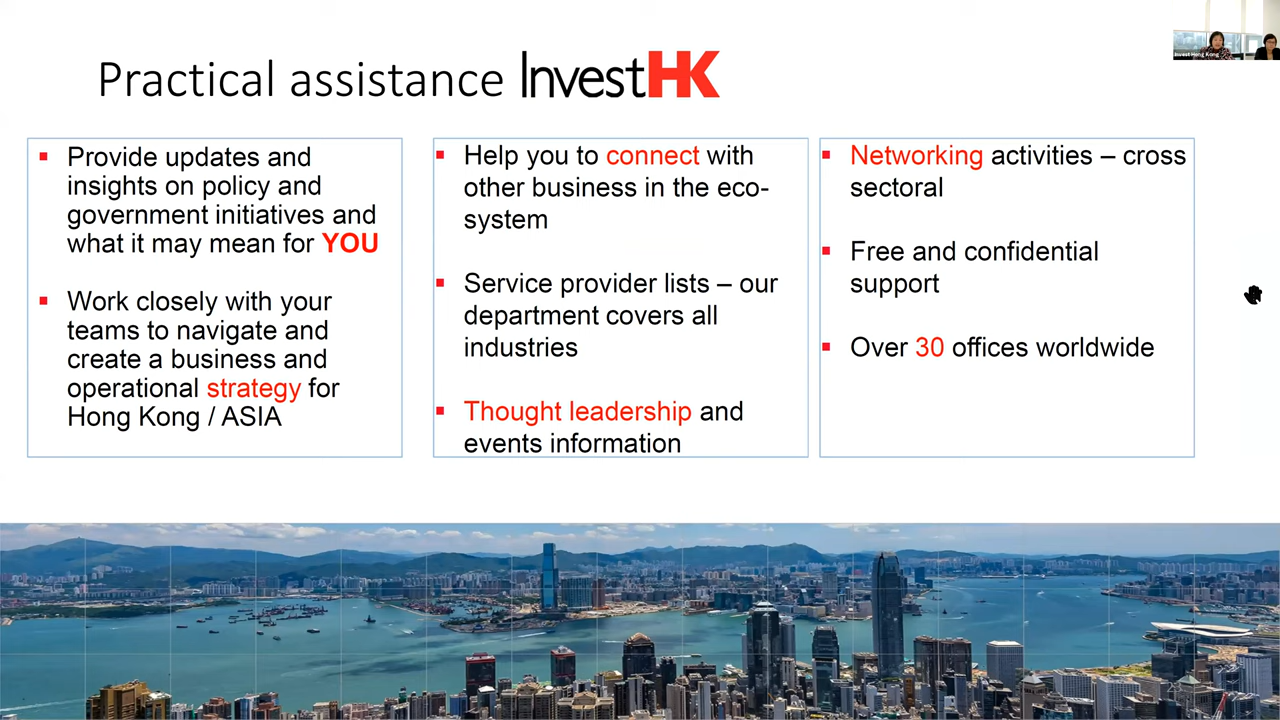 Practical assistance InvestHK
Invest Hong Kong
Provide updates and
insights on policy and
government initiatives and
what it may mean for YOU
Work closely with your
teams to navigate and
create a business and
operational strategy for
Hong Kong / ASIA
Help you to connect with
other business in the eco-
system
Service provider lists – our
department covers all
industries
Thought leadership and
events information
Networking activities – cross
sectoral
Free and confidential
support
Over 30 offices worldwide